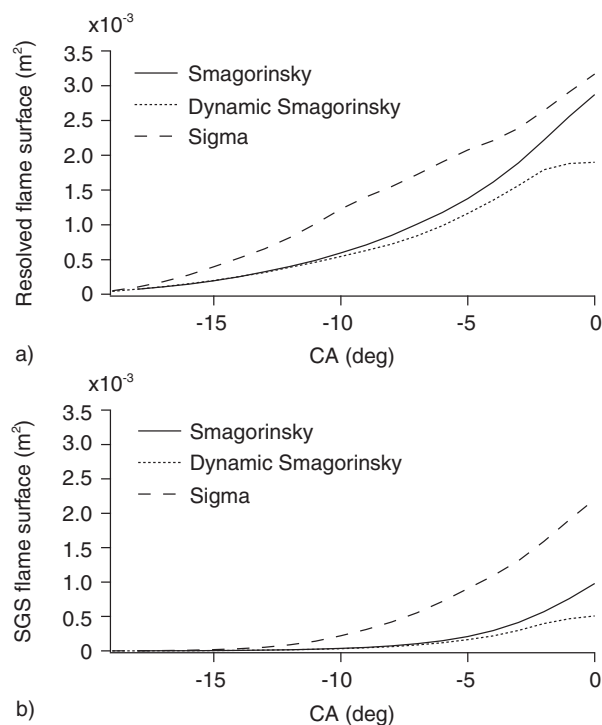 x10-3
3.5
3.0
2.5
2.0
1.5
1.0
0.5
0
Resolved flame surface (m2)
Smagorinsky
Dynamic Smagorinsky
Sigma
-15 -10 -5 0
CA (deg)
a)
x10-3
3.5
3.0
2.5
2.0
1.5
1.0
0.5
0
SGS flame surface (m2)
Smagorinsky
Dynamic Smagorinsky
Sigma
-15 -10 -5 0
CA (deg)
b)